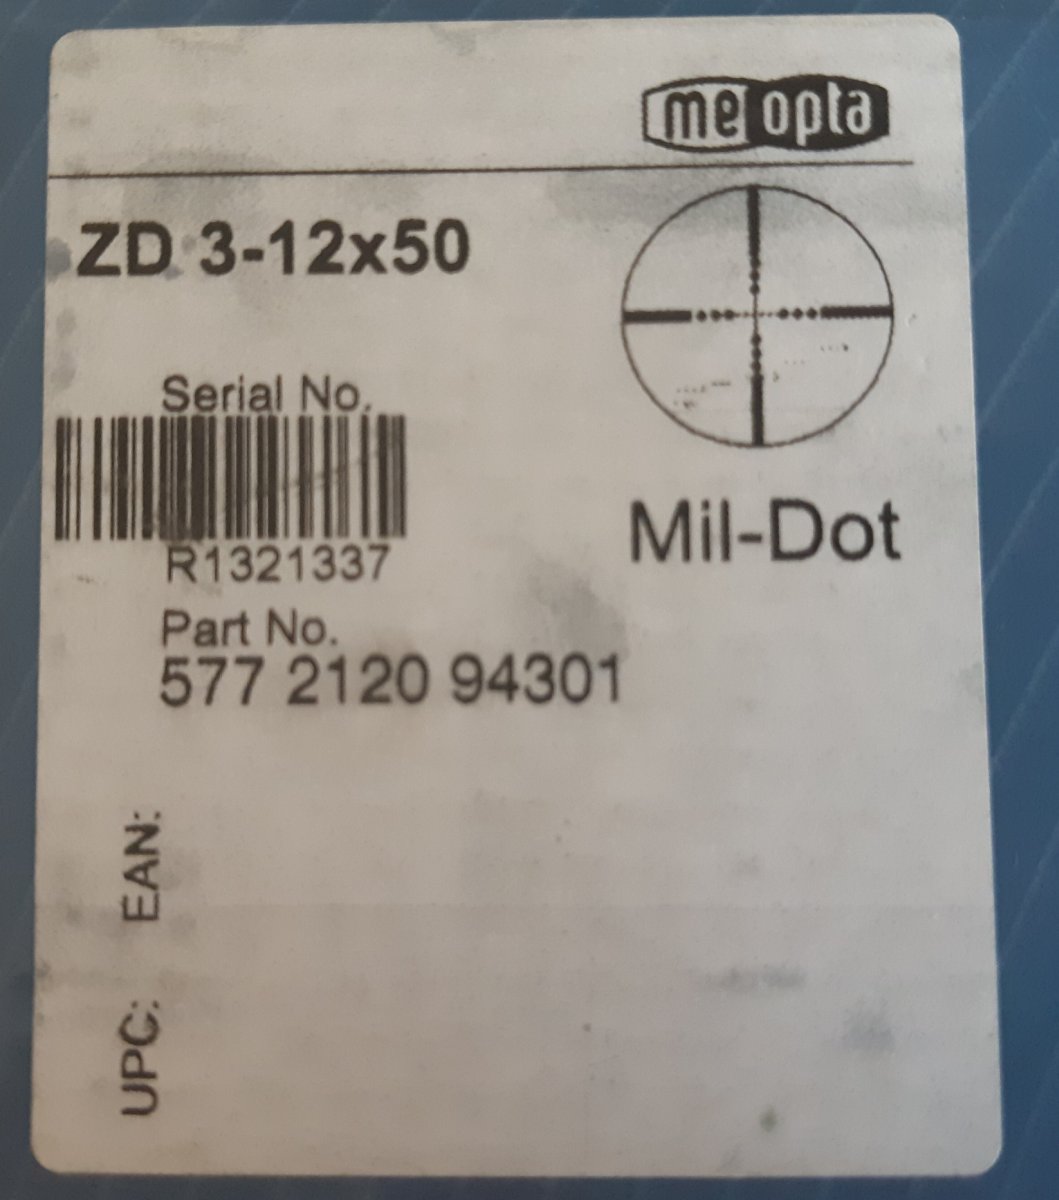 meopta
ZD 3-12x50
Serial No.
R1321337
Mil-Dot
Part No.
577 2120 94301
EAN:
UPC: